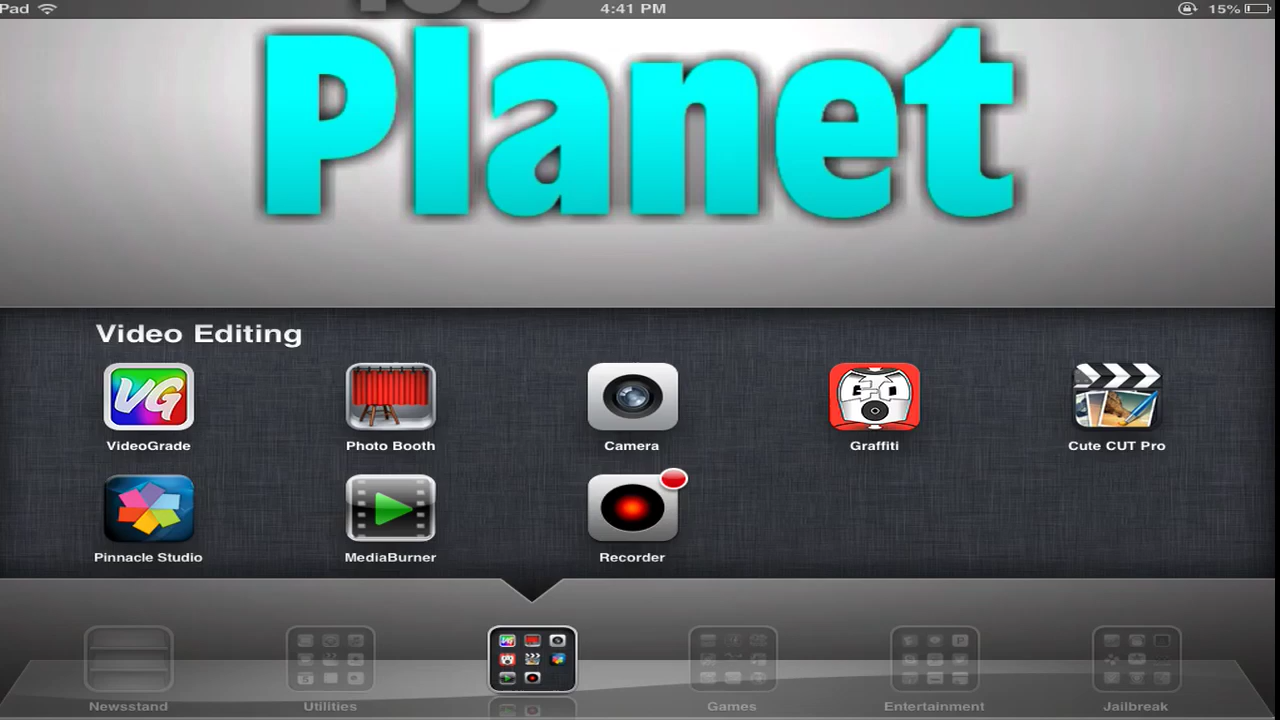 Pad 4:41 PM 15%
Planet
Video Editing
VG
VideoGrade Photo Booth Camera Graffiti Cute CUT Pro
Pinnacle Studio MediaBurner Recorder
Newsstand Utilities Games Entertainment Jailbreak